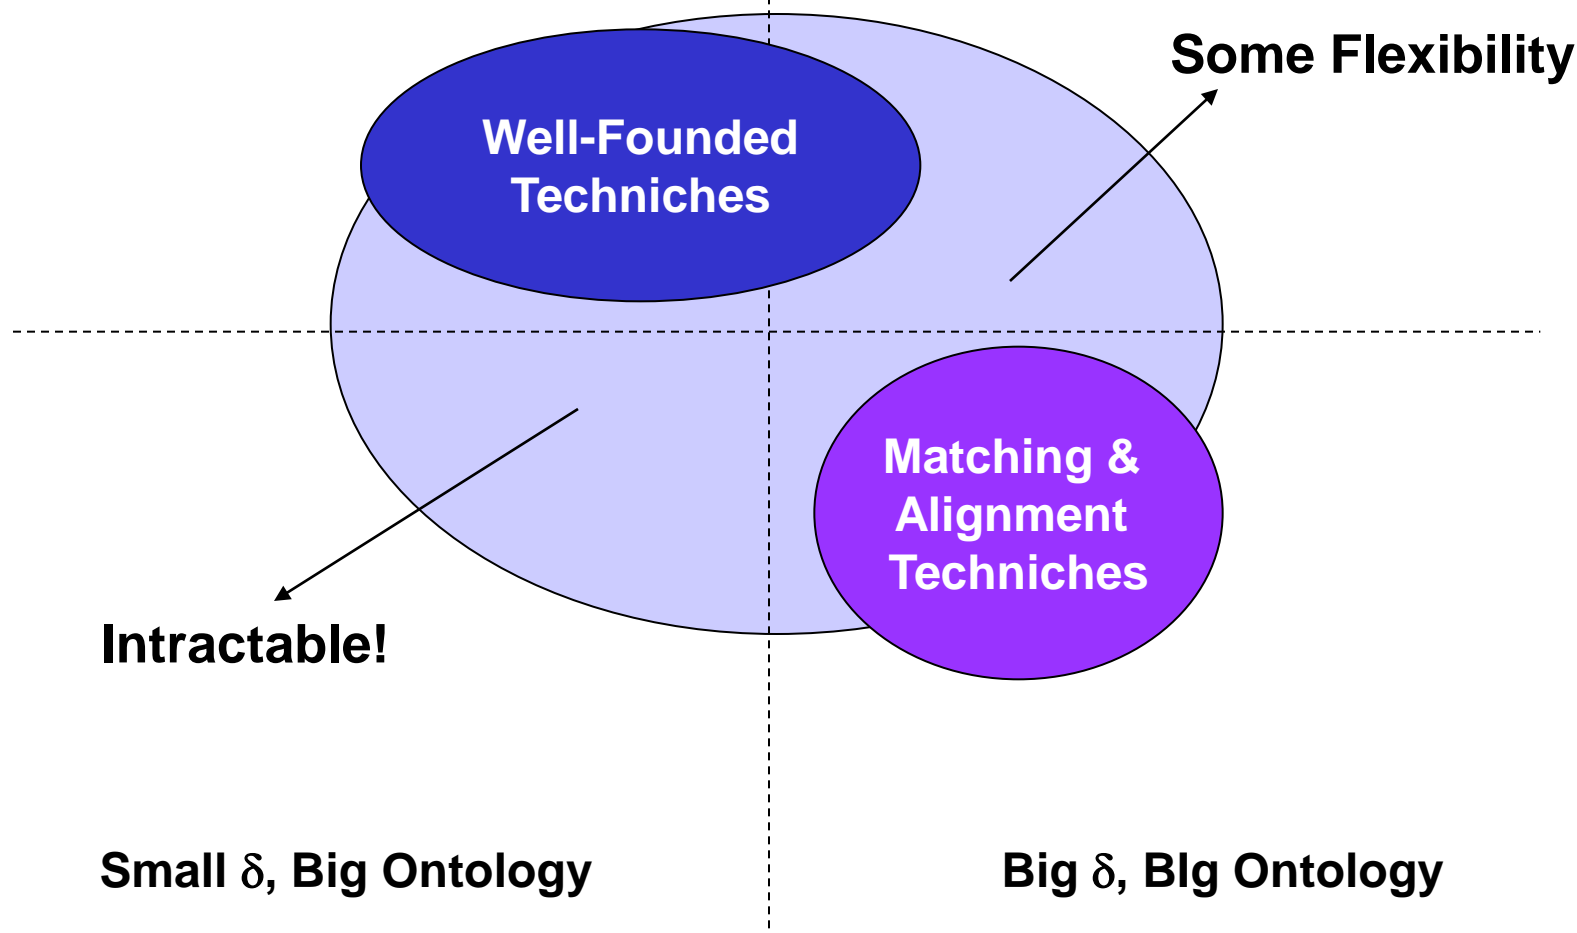 Some Flexibility
Well-Founded
Techniches
Matching &
Alignment
Techniches
Intractable!
Small δ, Big Ontology
Big δ, BIg Ontology